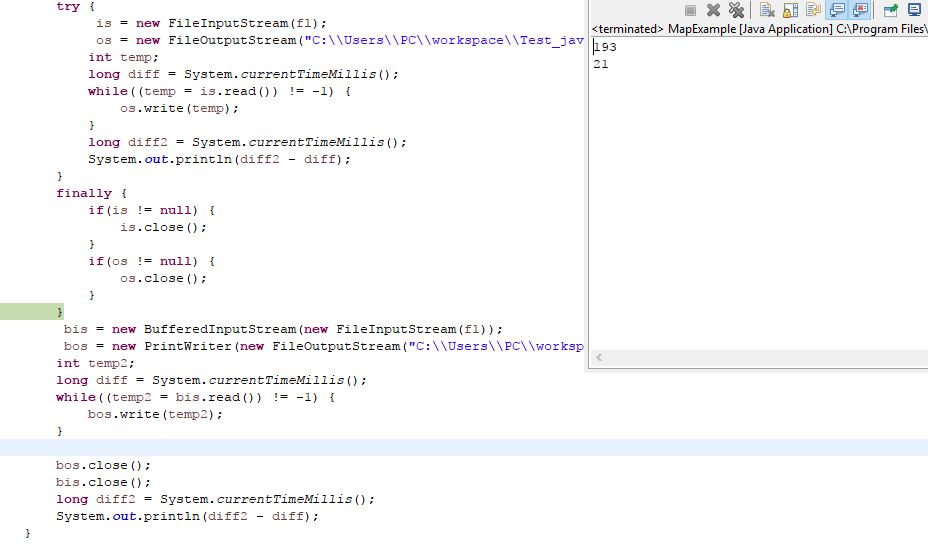 try {
is = new FileInputStream(fl);
os = new FileOutputStream("C:\\Users\\PC\\workspace\\Test_jav
int temp;
long diff = System.currentTimeMillis();
while((temp = is.read()) != -1) {
os.write(temp);
}
long diff2 = System.currentTimeMillis();
System.out.println(diff2 - diff);
}
finally {
if(is != null) {
is.close();
}
if(os != null) {
os.close();
}
}
bis = new BufferedInputStream(new FileInputStream(fl));
bos = new PrintWriter(new FileOutputStream("C:\\Users\\PC\\worksp
int temp2;
long diff = System.currentTimeMillis();
while((temp2 = bis.read()) != -1) {
bos.write(temp2);
}
bos.close();
bis.close();
long diff2 = System.currentTimeMillis();
System.out.println(diff2 - diff);
}
<terminated> MapExample [Java Application] C:\Program Files\
193
21